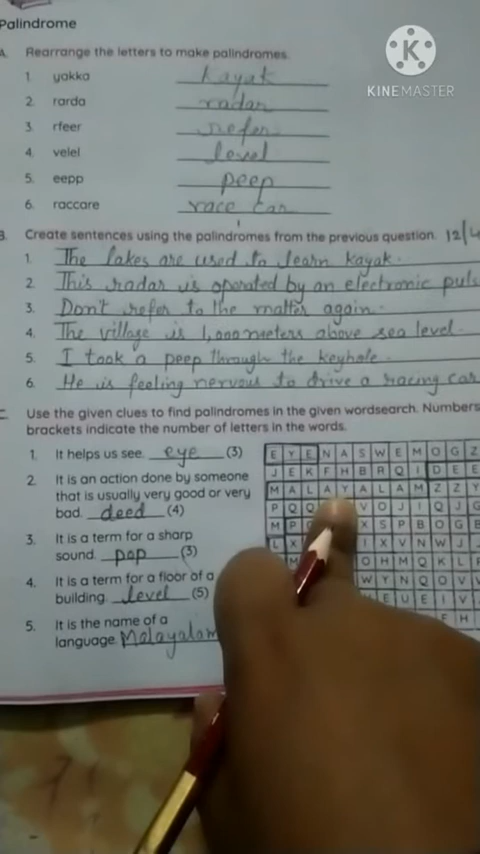 Palindrome
A. Rearrange the letters to make palindromes.
1. yakka kayak
2. rarda radar
3. rfeer refer
4. velel level
5. eepp peep
6. raccare race car
KINEMASTER
B. Create sentences using the palindromes from the previous question. 12/
1. The lakes are used to learn kayak.
2. This radar is operated by an electronic puls
3. Don't refer to the matter again.
4. The village is 1,000 meters above sea level.
5. I took a peep through the keyhole.
6. He is feeling nervous to drive a racing car
C. Use the given clues to find palindromes in the given wordsearch. Numbers
brackets indicate the number of letters in the words.
1. It helps us see. eye (3)
2. It is an action done by someone
that is usually very good or very
bad. deed (4)
3. It is a term for a sharp
sound. pop (3)
4. It is a term for a floor of a
building. level (5)
5. It is the name of a
language. Malayalam
E Y E N A S W E M O G Z
J E K F H B R Q I D E E
M A L A Y A L A M Z Z Y
P Q Q V O J I Q J G
M P Q X S P B O G B
L X I X V N W J
M O H M Q K L
W Y N Q O V V
E U E I V
F H